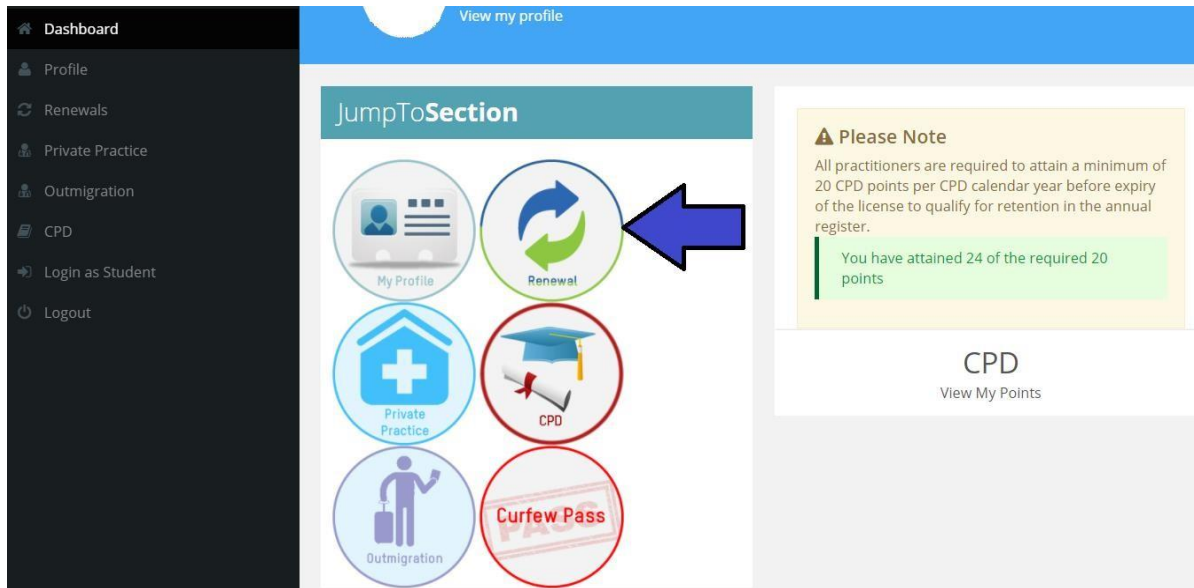 Dashboard
Profile
Renewals
Private Practice
Outmigration
CPD
Login as Student
Logout
View my profile
JumpToSection
My Profile
Renewal
Private
Practice
CPD
Outmigration
PASS
Curfew Pass
Please Note
All practitioners are required to attain a minimum of
20 CPD points per CPD calendar year before expiry
of the license to qualify for retention in the annual
register.
You have attained 24 of the required 20
points
CPD
View My Points